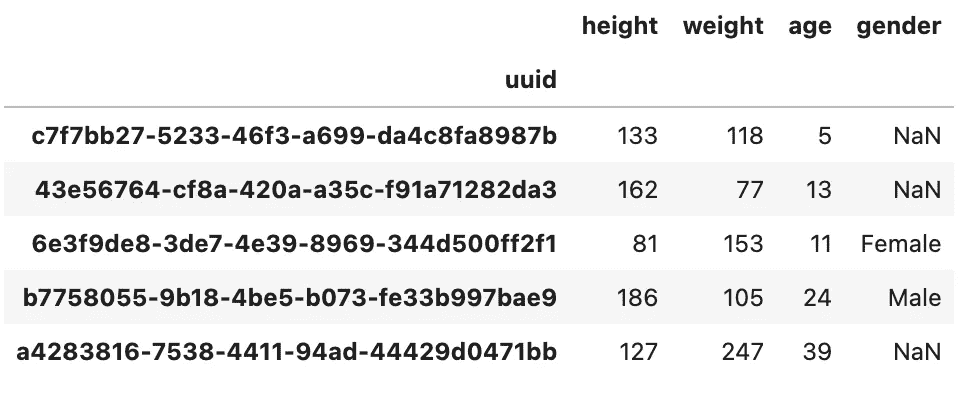 height weight age gender
uuid
c7f7bb27-5233-46f3-a699-da4c8fa8987b 133 118 5 NaN
43e56764-cf8a-420a-a35c-f91a71282da3 162 77 13 NaN
6e3f9de8-3de7-4e39-8969-344d500ff2f1 81 153 11 Female
b7758055-9b18-4be5-b073-fe33b997bae9 186 105 24 Male
a4283816-7538-4411-94ad-44429d0471bb 127 247 39 NaN